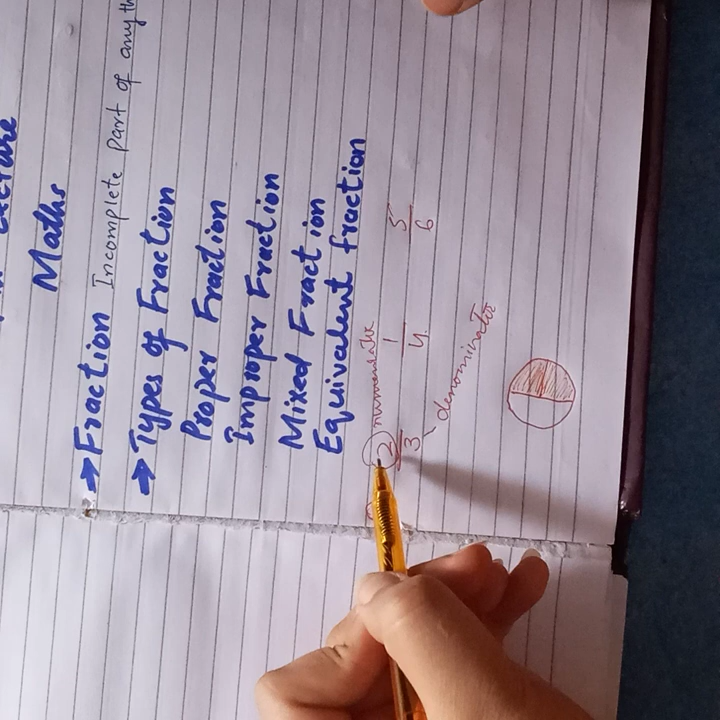 Lecture
Maths
→ Fraction Incomplete Part of any
→ Types of Fraction
Proper Fraction
Improper Fraction
Mixed Fraction
Equivalent fraction
2 1 5
3 4 6
denominator